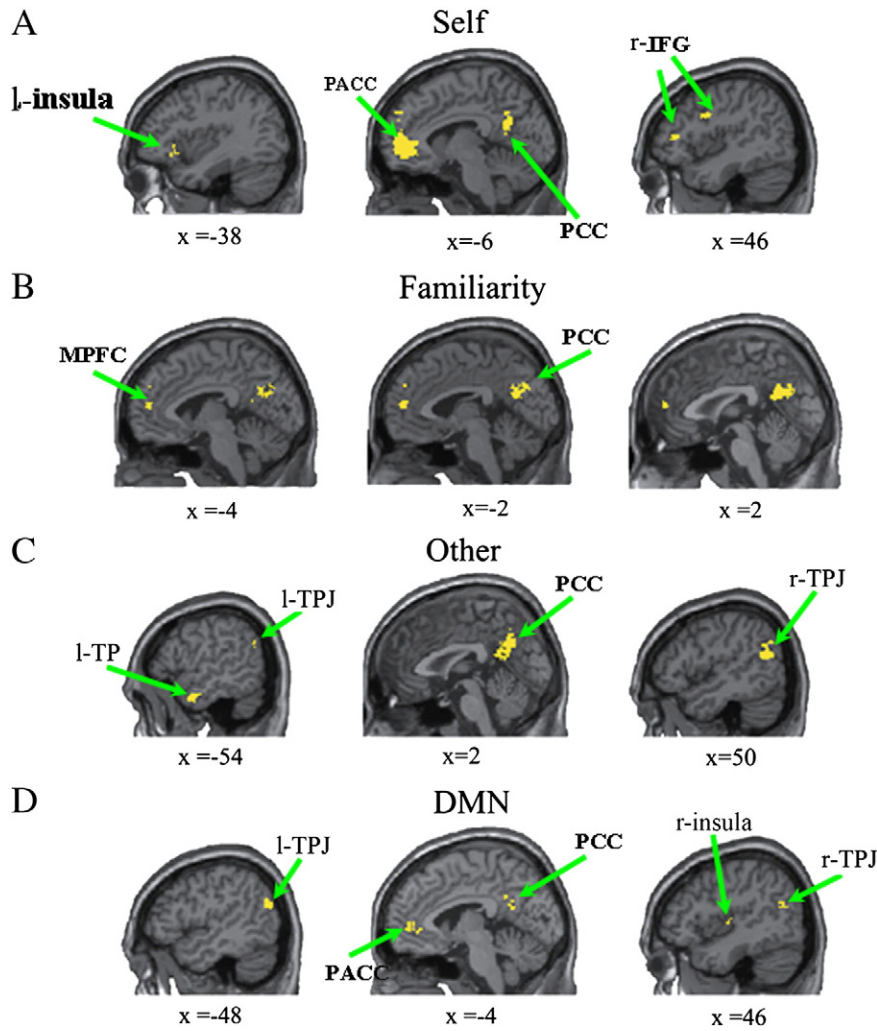 A
Self
l-insula
PACC
r-IFG
PCC
x =-38
x=-6
x =46
B
Familiarity
MPFC
PCC
x =-4
x=-2
x =2
C
Other
l-TP
l-TPJ
PCC
r-TPJ
x =-54
x=2
x=50
D
DMN
l-TPJ
PACC
PCC
r-insula
r-TPJ
x =-48
x =-4
x =46